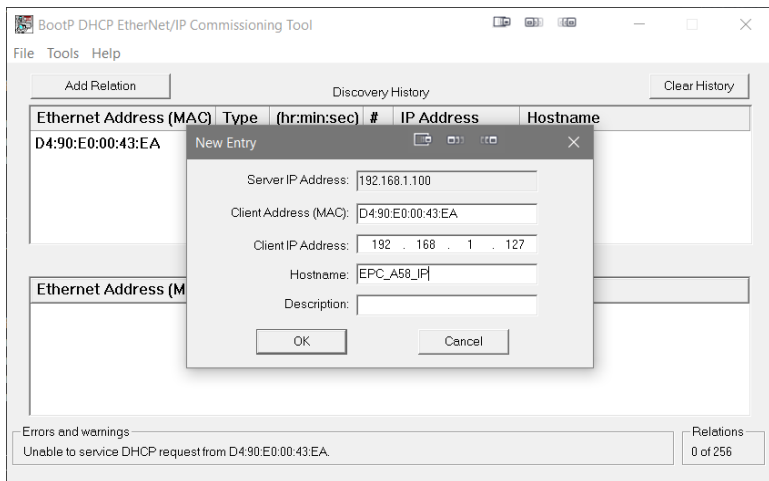 BootP DHCP EtherNet/IP Commissioning Tool
File Tools Help
Add Relation
Discovery History
Clear History
Ethernet Address (MAC) Type (hr:min:sec) # IP Address Hostname
D4:90:E0:00:43:EA
New Entry
Server IP Address: 192.168.1.100
Client Address (MAC): D4:90:E0:00:43:EA
Client IP Address: 192 . 168 . 1 . 127
Hostname: EPC_A58_IP
Description:
OK Cancel
Ethernet Address (M
Errors and warnings
Unable to service DHCP request from D4:90:E0:00:43:EA.
Relations
0 of 256